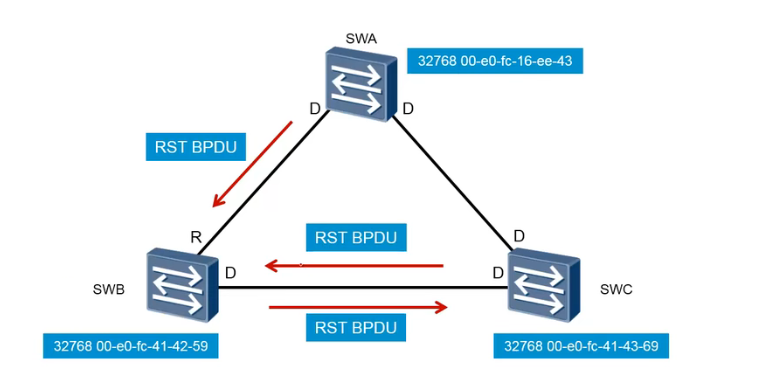 SWA
32768 00-e0-fc-16-ee-43
D
D
RST BPDU
R
RST BPDU
D
D
D
SWB
SWC
RST BPDU
32768 00-e0-fc-41-42-59
32768 00-e0-fc-41-43-69